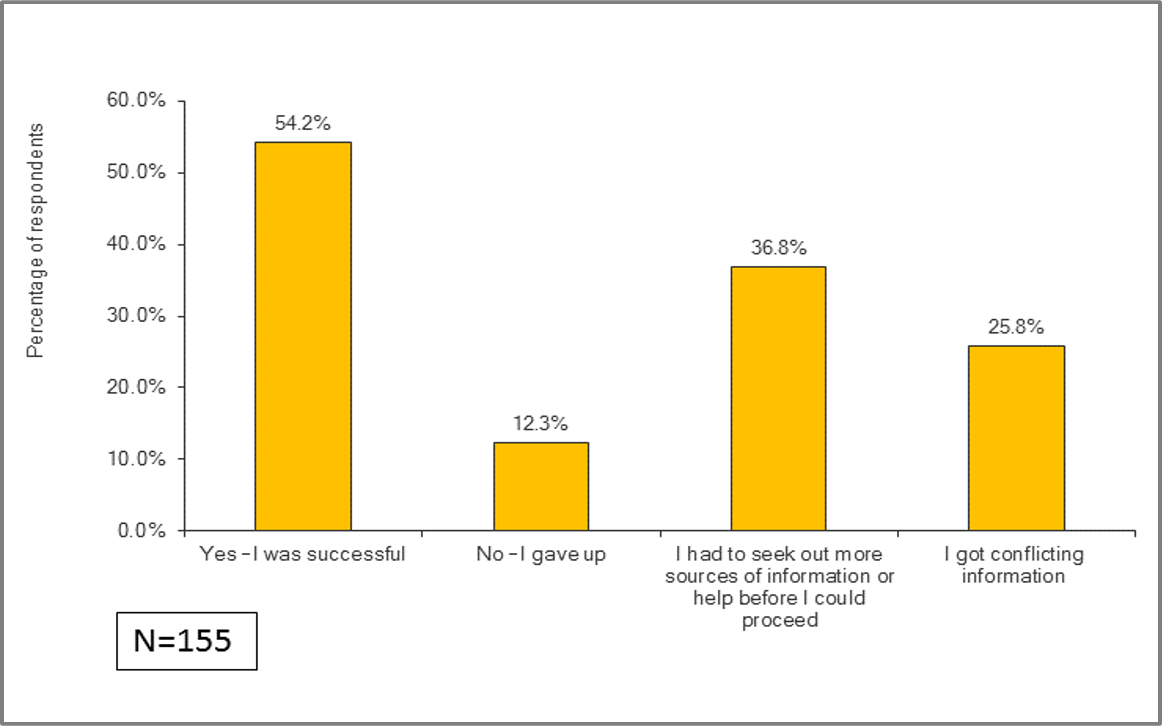 Percentage of respondents
60.0%
50.0%
40.0%
30.0%
20.0%
10.0%
0.0%
54.2%
12.3%
36.8%
25.8%
Yes –I was successful
No –I gave up
I had to seek out more
sources of information or
help before I could
proceed
I got conflicting
information
N=155